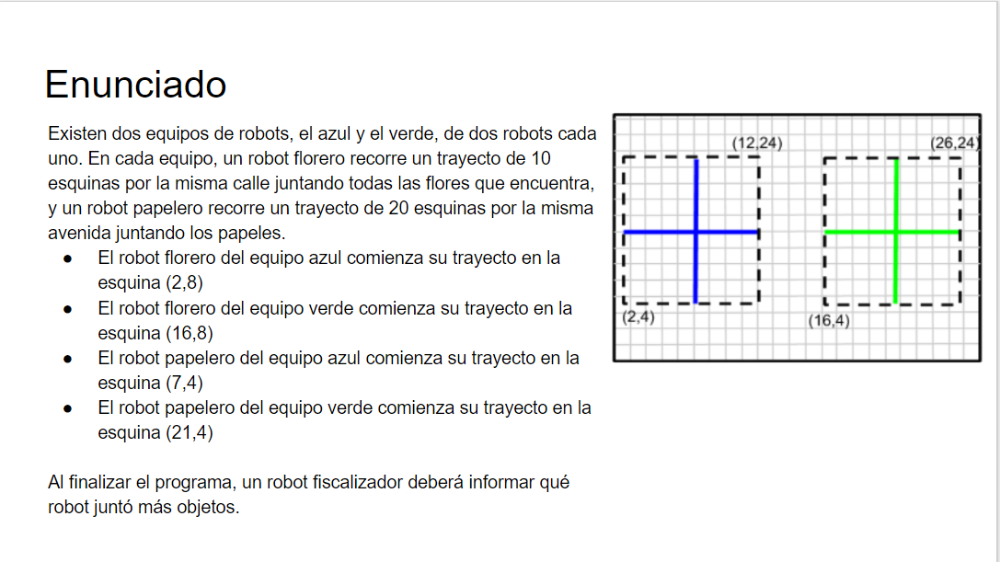 Enunciado
Existen dos equipos de robots, el azul y el verde, de dos robots cada
uno. En cada equipo, un robot florero recorre un trayecto de 10
esquinas por la misma calle juntando todas las flores que encuentra,
y un robot papelero recorre un trayecto de 20 esquinas por la misma
avenida juntando los papeles.
● El robot florero del equipo azul comienza su trayecto en la
esquina (2,8)
● El robot florero del equipo verde comienza su trayecto en la
esquina (16,8)
● El robot papelero del equipo azul comienza su trayecto en la
esquina (7,4)
● El robot papelero del equipo verde comienza su trayecto en la
esquina (21,4)
Al finalizar el programa, un robot fiscalizador deberá informar qué
robot juntó más objetos.
(12,24)
(26,24)
(2,4)
(16,4)